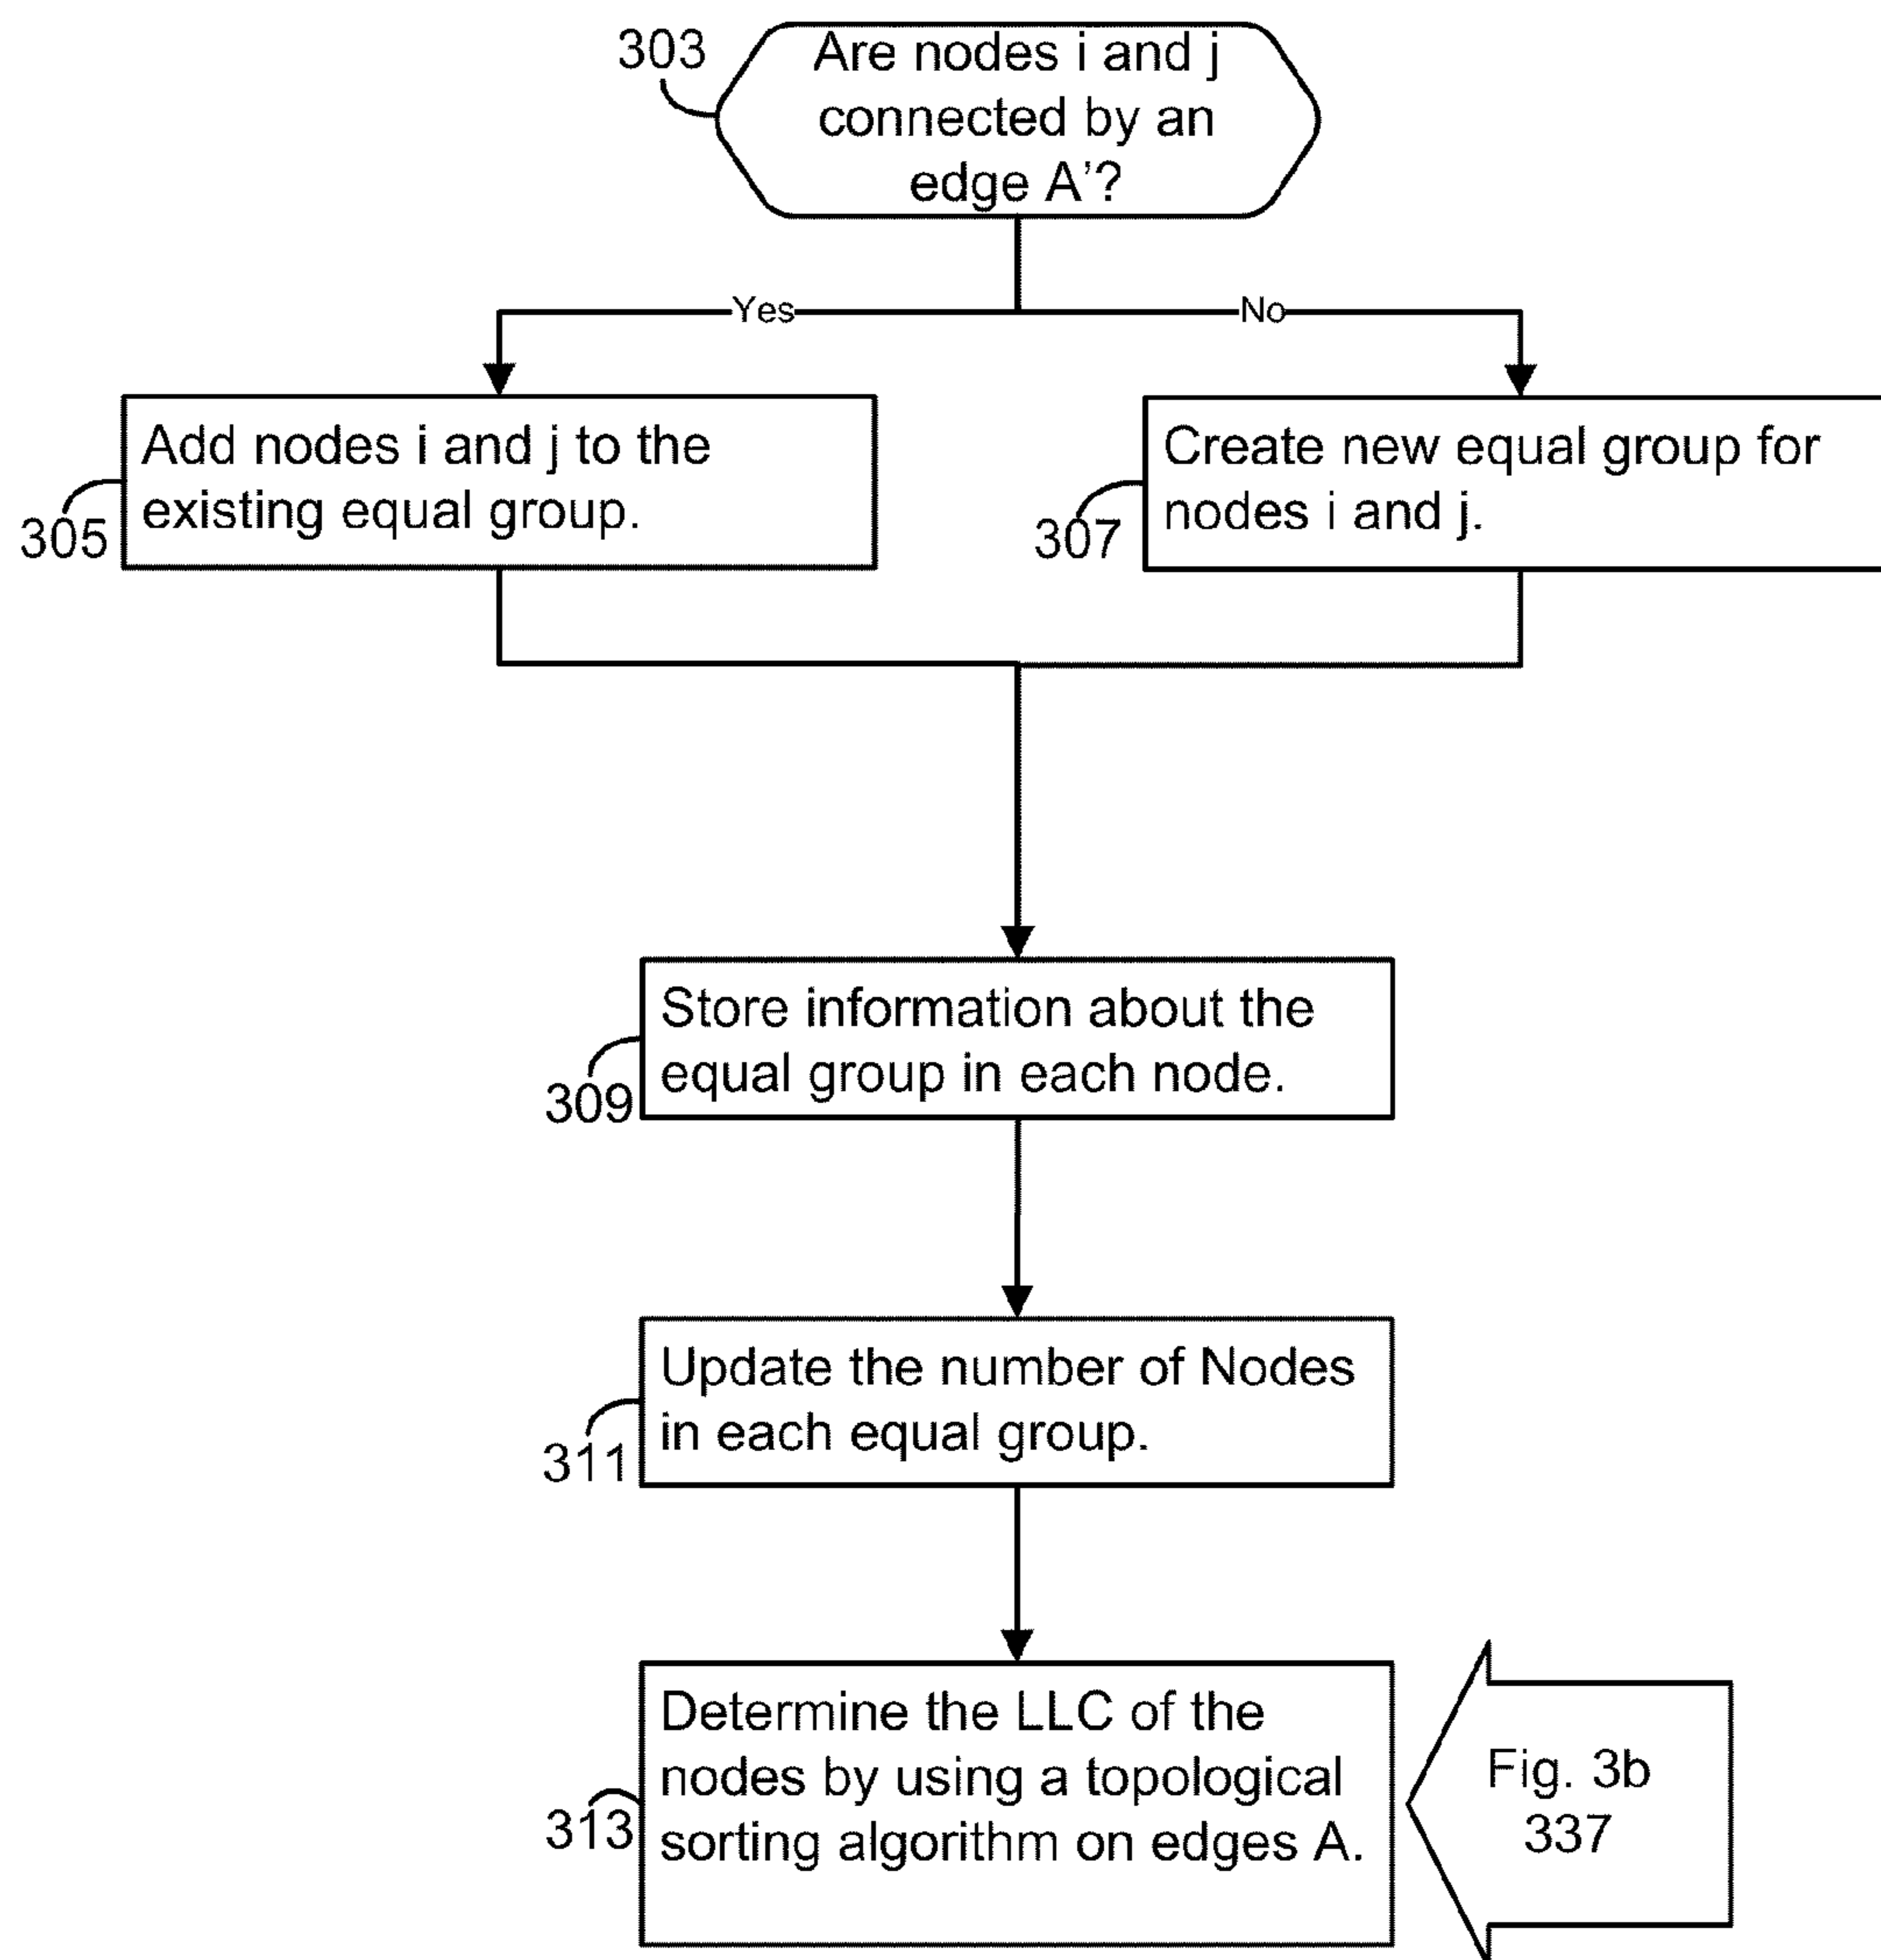 303
Are nodes i and j
connected by an
edge A'?
Yes
No
Add nodes i and j to the
existing equal group.
305
Create new equal group for
nodes i and j.
307
Store information about the
equal group in each node.
309
Update the number of Nodes
in each equal group.
311
Determine the LLC of the
nodes by using a topological
sorting algorithm on edges A.
313
Fig. 3b
337